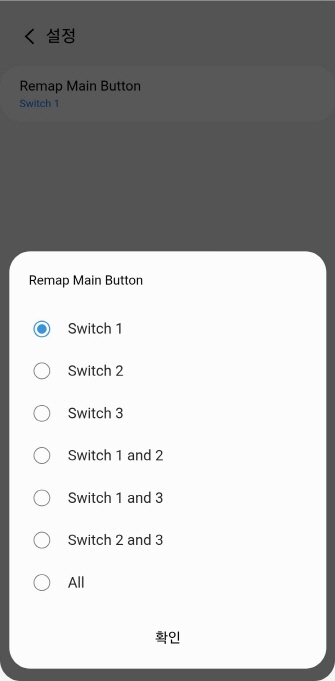 설정
Remap Main Button
Switch 1
Remap Main Button
Switch 1
Switch 2
Switch 3
Switch 1 and 2
Switch 1 and 3
Switch 2 and 3
All
확인